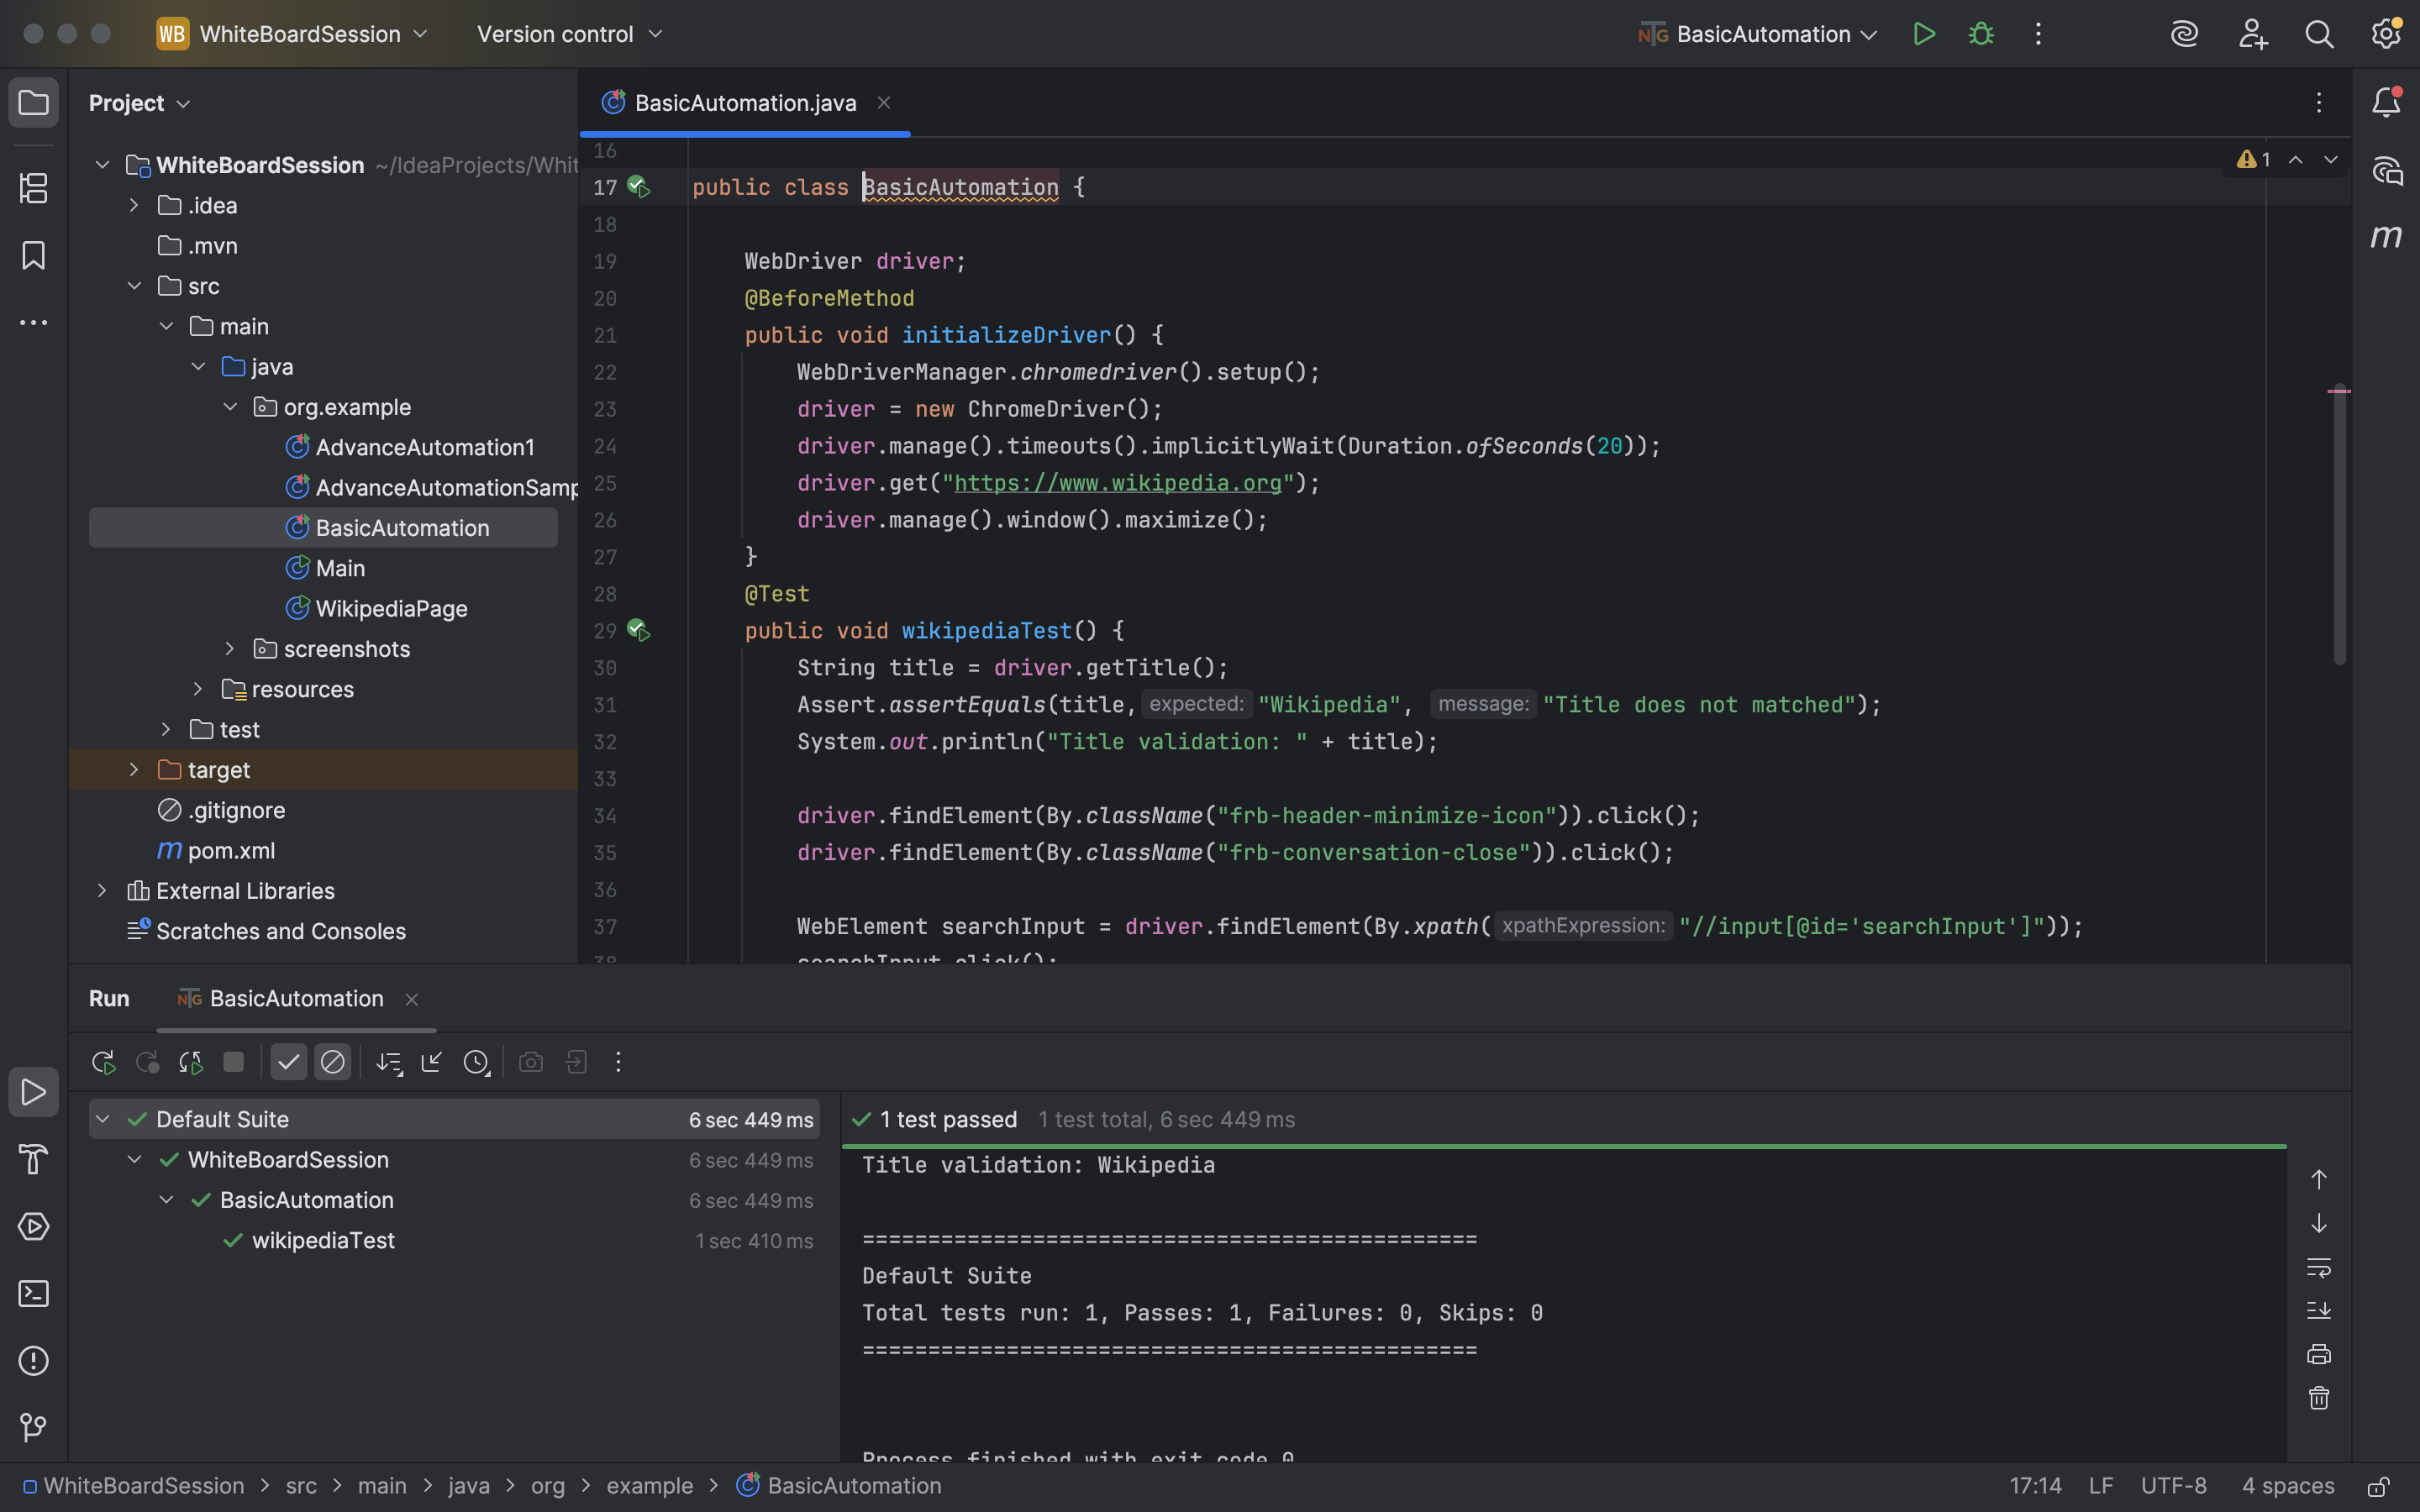 WB WhiteBoardSession Version control
NTG BasicAutomation
Project
WhiteBoardSession ~/IdeaProjects/Whit
.idea
.mvn
src
main
java
org.example
AdvanceAutomation1
AdvanceAutomationSamp
BasicAutomation
Main
WikipediaPage
screenshots
resources
test
target
.gitignore
m pom.xml
External Libraries
Scratches and Consoles
BasicAutomation.java
1
m
16
17 public class BasicAutomation {
18
19 WebDriver driver;
20 @BeforeMethod
21 public void initializeDriver() {
22 WebDriverManager.chromedriver().setup();
23 driver = new ChromeDriver();
24 driver.manage().timeouts().implicitlyWait(Duration.ofSeconds(20));
25 driver.get("https://www.wikipedia.org");
26 driver.manage().window().maximize();
27 }
28 @Test
29 public void wikipediaTest() {
30 String title = driver.getTitle();
31 Assert.assertEquals(title, expected: "Wikipedia", message: "Title does not matched");
32 System.out.println("Title validation: " + title);
33
34 driver.findElement(By.className("frb-header-minimize-icon")).click();
35 driver.findElement(By.className("frb-conversation-close")).click();
36
37 WebElement searchInput = driver.findElement(By.xpath( xpathExpression: "//input[@id='searchInput']"));
38 searchInput.click();
Run NTG BasicAutomation
Default Suite 6 sec 449 ms
WhiteBoardSession 6 sec 449 ms
BasicAutomation 6 sec 449 ms
wikipediaTest 1 sec 410 ms
1 test passed 1 test total, 6 sec 449 ms
Title validation: Wikipedia
===============================================
Default Suite
Total tests run: 1, Passes: 1, Failures: 0, Skips: 0
===============================================
Process finished with exit code 0
WhiteBoardSession > src > main > java > org > example > BasicAutomation
17:14 LF UTF-8 4 spaces